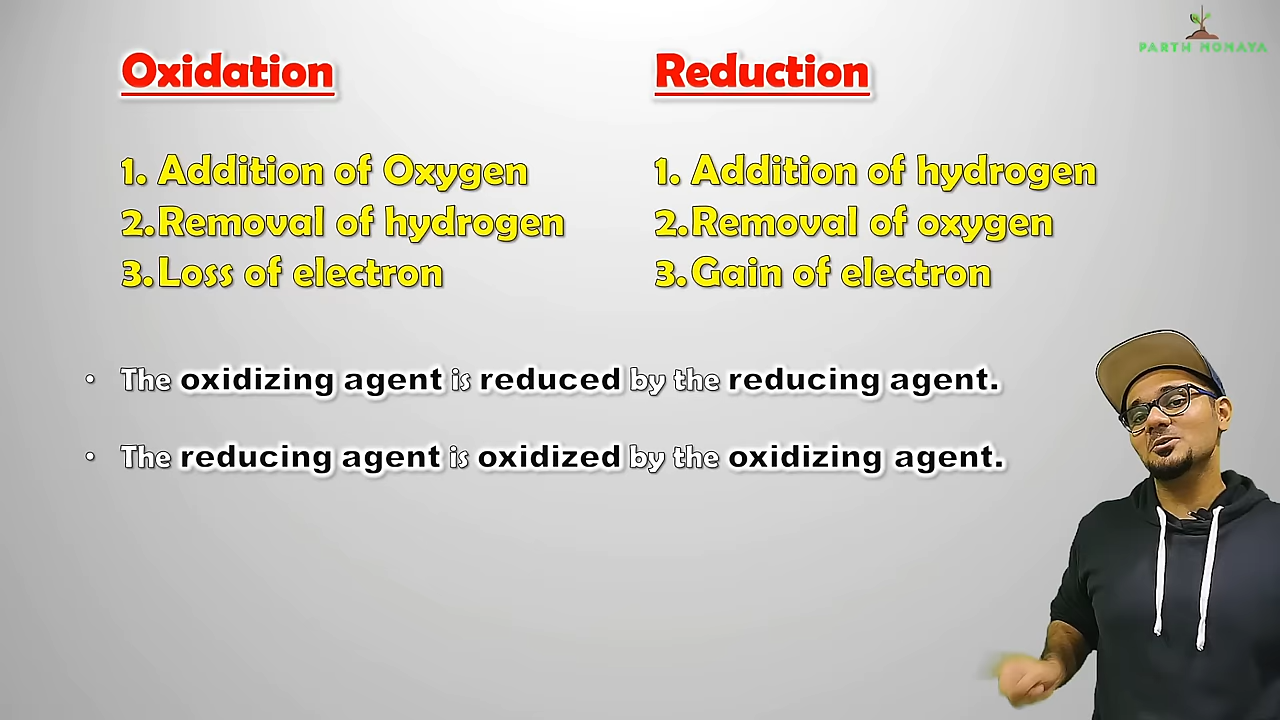 PARTH MOMAYA
Oxidation
Reduction
1. Addition of Oxygen
2.Removal of hydrogen
3.Loss of electron
1. Addition of hydrogen
2.Removal of oxygen
3.Gain of electron
• The oxidizing agent is reduced by the reducing agent.
• The reducing agent is oxidized by the oxidizing agent.